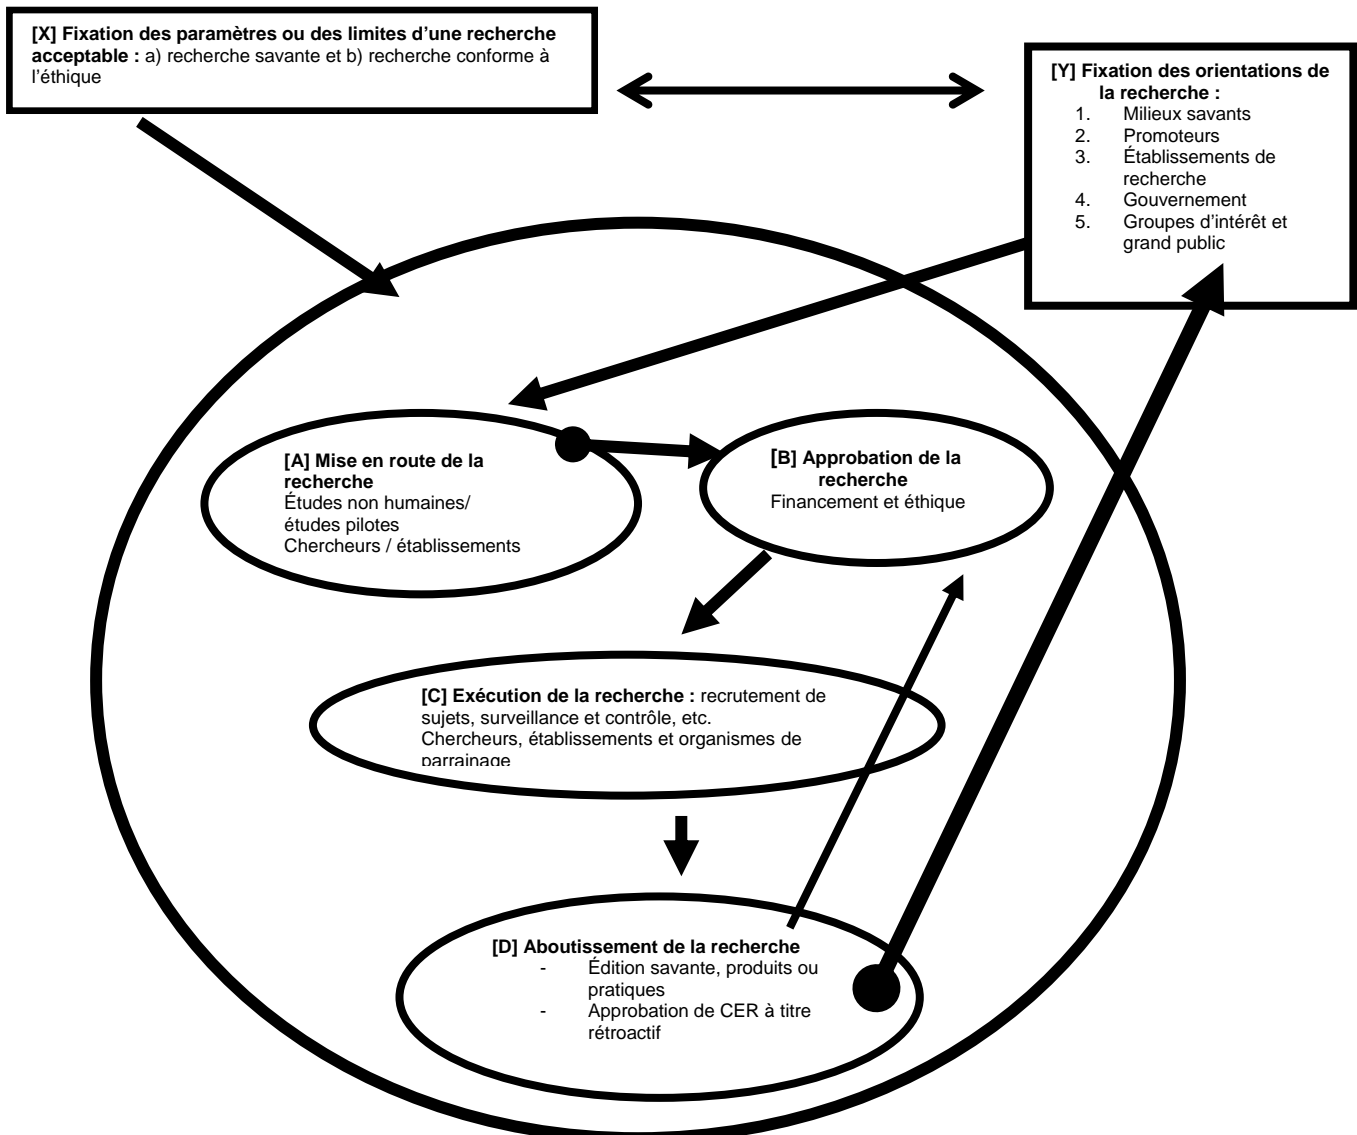 [X] Fixation des paramètres ou des limites d’une recherche
acceptable : a) recherche savante et b) recherche conforme à
l’éthique
[Y] Fixation des orientations de
la recherche :
1. Milieux savants
2. Promoteurs
3. Établissements de
recherche
4. Gouvernement
5. Groupes d’intérêt et
grand public
[A] Mise en route de la
recherche
Études non humaines/
études pilotes
Chercheurs / établissements
[B] Approbation de la
recherche
Financement et éthique
[C] Exécution de la recherche : recrutement de
sujets, surveillance et contrôle, etc.
Chercheurs, établissements et organismes de
parrainage
[D] Aboutissement de la recherche
- Édition savante, produits ou
pratiques
- Approbation de CER à titre
rétroactif